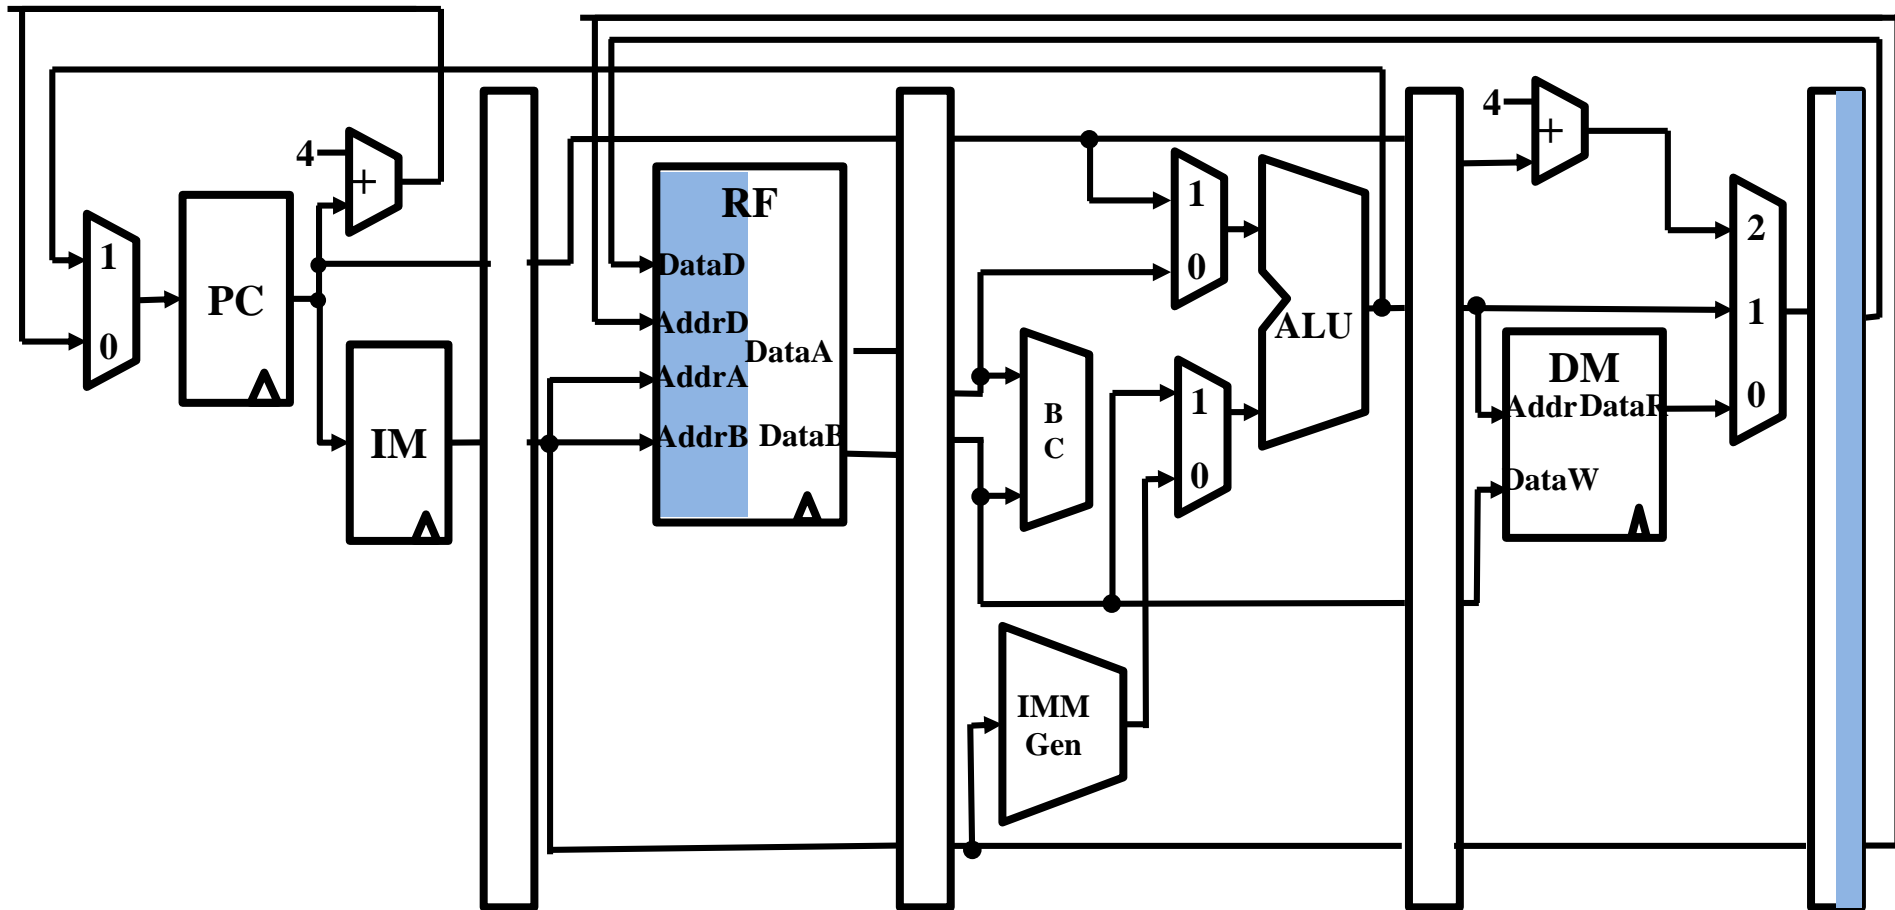 4
+
1
0
PC
IM
RF
DataD
AddrD
AddrA
AddrB
DataA
DataB
B
C
IMM
Gen
1
0
1
0
ALU
4
+
DM
Addr DataR
DataW
2
1
0